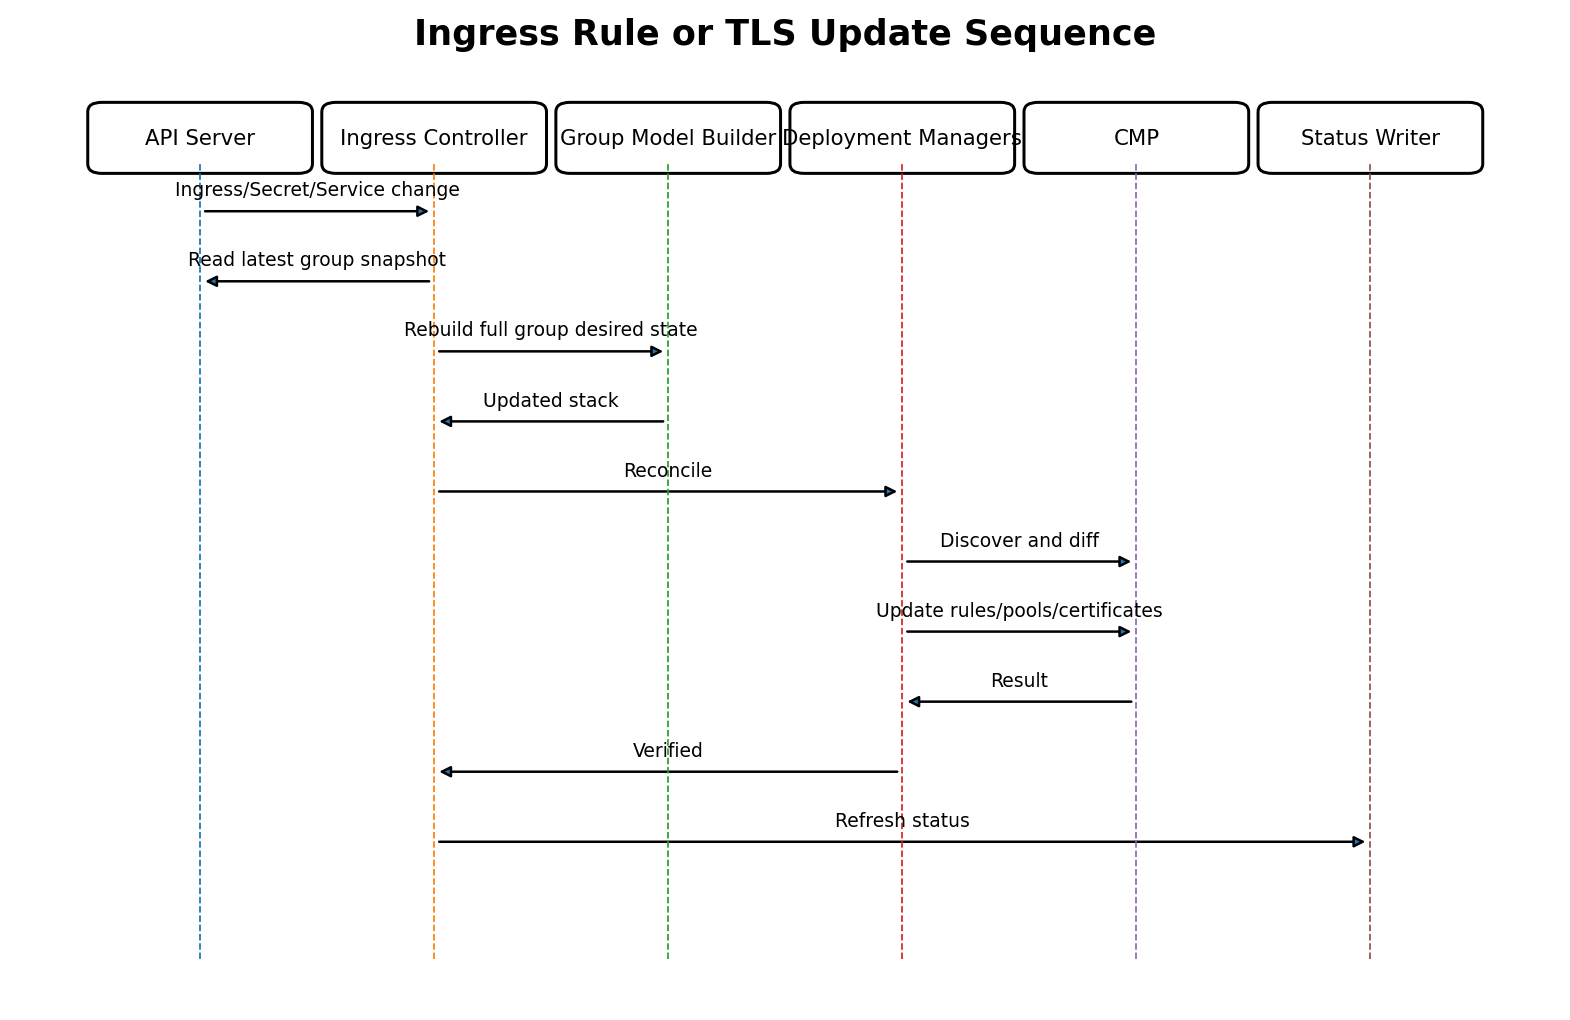 Ingress Rule or TLS Update Sequence
API Server
Ingress Controller
Group Model Builder
Deployment Managers
CMP
Status Writer
Ingress/Secret/Service change
Read latest group snapshot
Rebuild full group desired state
Updated stack
Reconcile
Discover and diff
Update rules/pools/certificates
Result
Verified
Refresh status